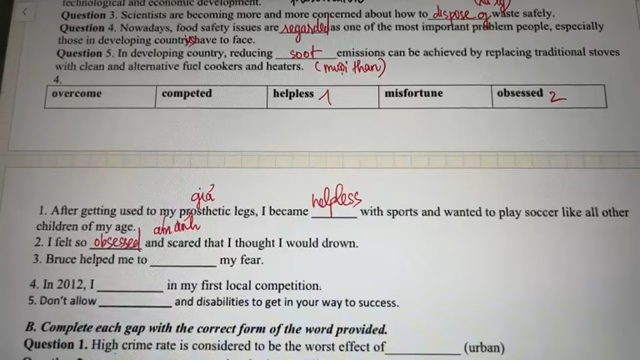 technological and economic development.
Question 3. Scientists are becoming more and more concerned about how to dispose of waste safely.
Question 4. Nowadays, food safety issues are regarded as one of the most important problem people, especially
those in developing countries have to face.
Question 5. In developing country, reducing soot emissions can be achieved by replacing traditional stoves
with clean and alternative fuel cookers and heaters. (muội than)
4.
overcome competed helpless 1 misfortune obsessed 2
giả helpless
1. After getting used to my prosthetic legs, I became ______ with sports and wanted to play soccer like all other
children of my age. ám ảnh
2. I felt so obsessed and scared that I thought I would drown.
3. Bruce helped me to __________ my fear.
4. In 2012, I __________ in my first local competition.
5. Don't allow ___________ and disabilities to get in your way to success.
B. Complete each gap with the correct form of the word provided.
Question 1. High crime rate is considered to be the worst effect of___________ (urban)